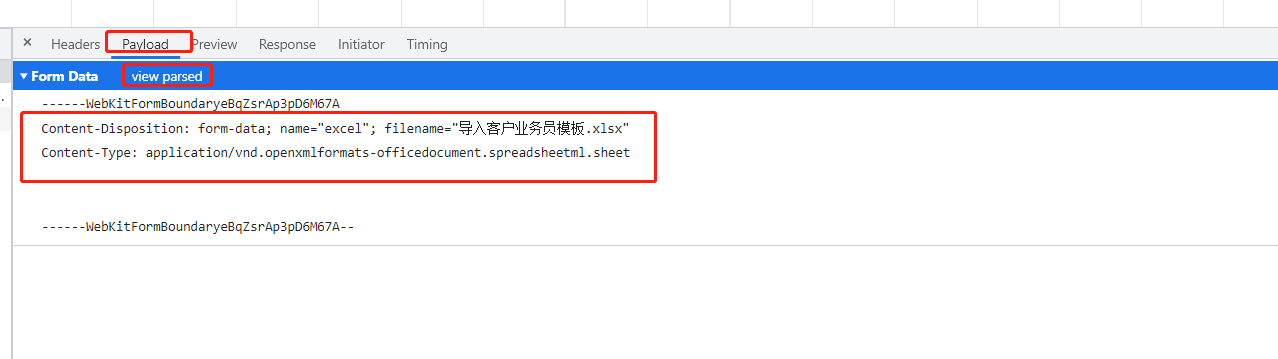 × Headers Payload Preview Response Initiator Timing
▼ Form Data view parsed
------WebKitFormBoundaryeBqZsrAp3pD6M67A
Content-Disposition: form-data; name="excel"; filename="导入客户业务员模板.xlsx"
Content-Type: application/vnd.openxmlformats-officedocument.spreadsheetml.sheet
------WebKitFormBoundaryeBqZsrAp3pD6M67A--